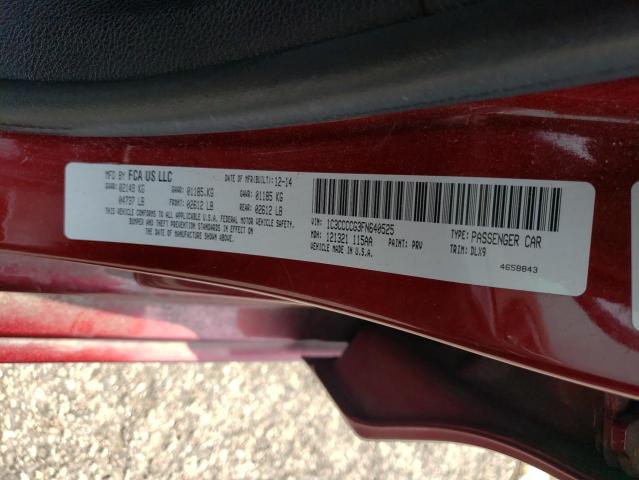 MFD BY FCA US LLC DATE OF MFR(BUILT): 12-14
GVWR: 02149 KG GAWR: 01185 KG GAWR: 01185 KG
04737 LB FRONT: 02612 LB REAR: 02612 LB
THIS VEHICLE CONFORMS TO ALL APPLICABLE U.S.A. FEDERAL MOTOR VEHICLE SAFETY,
BUMPER AND THEFT PREVENTION STANDARDS IN EFFECT ON
THE DATE OF MANUFACTURE SHOWN ABOVE.
VIN: 1C3CCCCG3FN640525 TYPE: PASSENGER CAR
MDH: 121321 115AA PAINT: PRV TRIM: DLX9
VEHICLE MADE IN U.S.A.
4658843